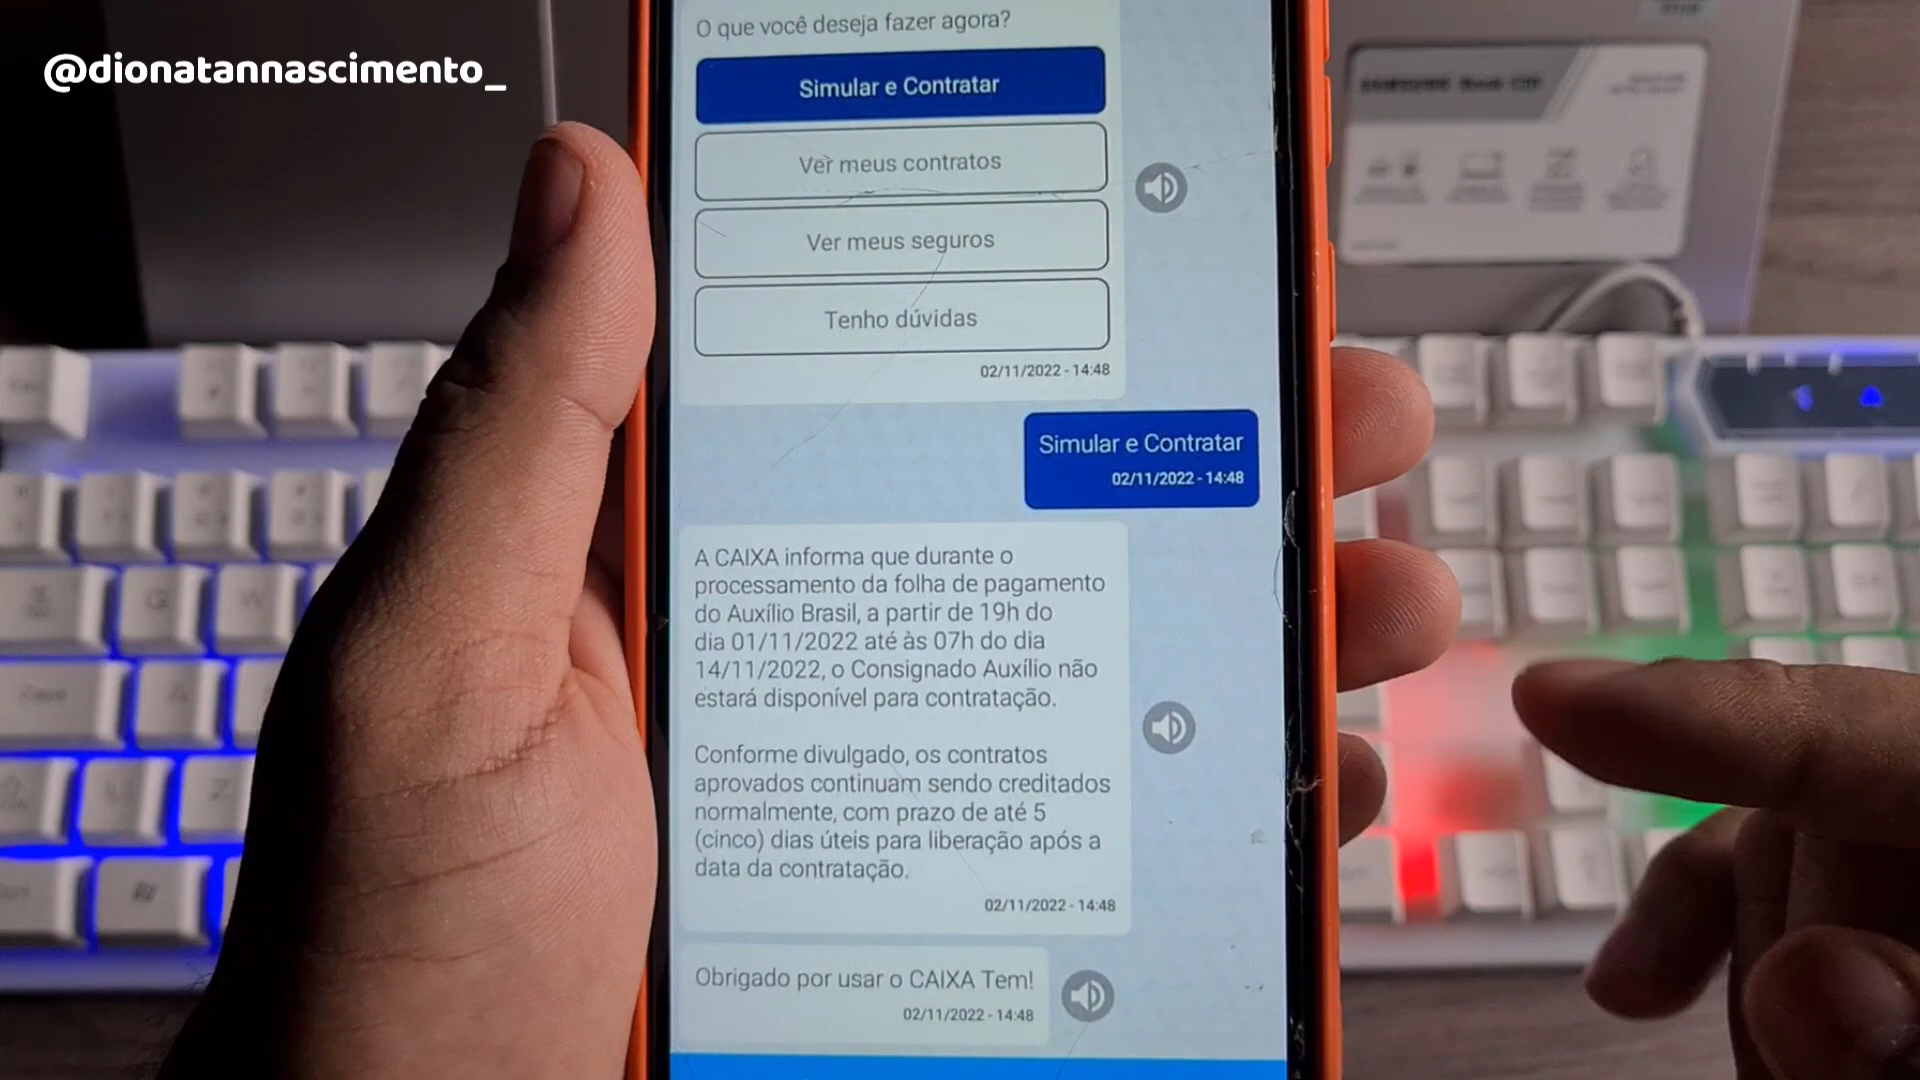 @dionatannascimento_
O que você deseja fazer agora?
Simular e Contratar
Ver meus contratos
Ver meus seguros
Tenho dúvidas
02/11/2022 - 14:48
Simular e Contratar
02/11/2022 - 14:48
A CAIXA informa que durante o
processamento da folha de pagamento
do Auxílio Brasil, a partir de 19h do
dia 01/11/2022 até às 07h do dia
14/11/2022, o Consignado Auxílio não
estará disponível para contratação.
Conforme divulgado, os contratos
aprovados continuam sendo creditados
normalmente, com prazo de até 5
(cinco) dias úteis para liberação após a
data da contratação.
02/11/2022 - 14:48
Obrigado por usar o CAIXA Tem!
02/11/2022 - 14:48